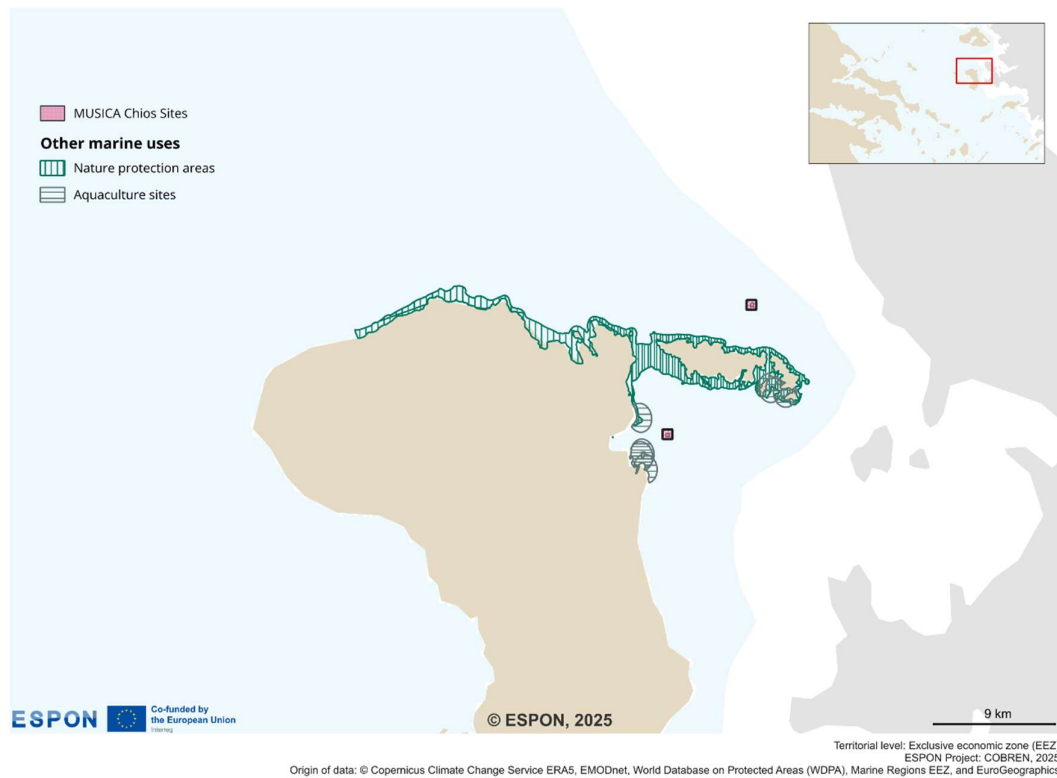 MUSICA Chios Sites
Other marine uses
Nature protection areas
Aquaculture sites
ESPON
Co-funded by
the European Union
Interreg
© ESPON, 2025
9 km
Territorial level: Exclusive economic zone (EEZ
ESPON Project: COBREN, 2025
Origin of data: © Copernicus Climate Change Service ERA5, EMODnet, World Database on Protected Areas (WDPA), Marine Regions EEZ, and EuroGeographics